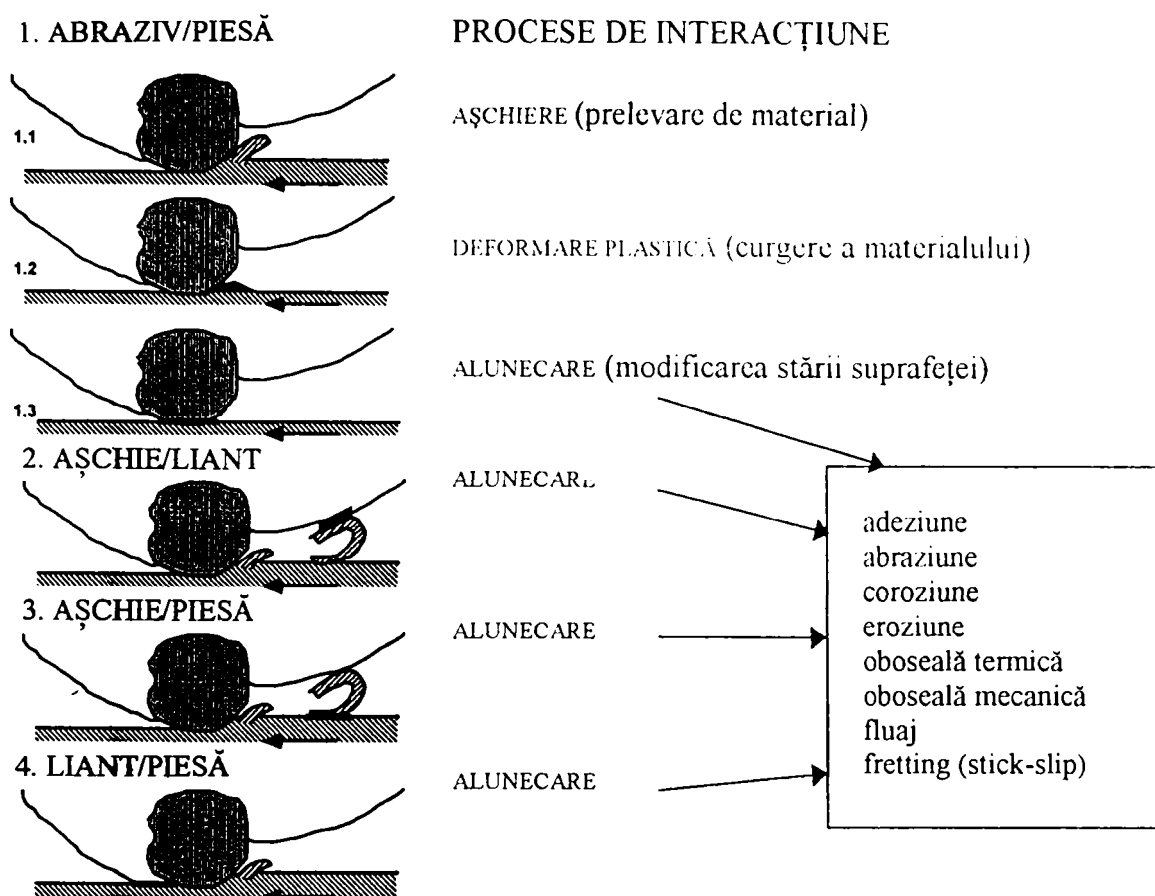 1. ABRAZIV/PIESĂ
PROCESE DE INTERACȚIUNE
1.1
AŞCHIERE (prelevare de material)
1.2
DEFORMARE PLASTICĂ (curgere a materialului)
1.3
ALUNECARE (modificarea stării suprafeței)
2. AȘCHIE/LIANT
ALUNECARE
3. AȘCHIE/PIESĂ
ALUNECARE
4. LIANT/PIESĂ
ALUNECARE
adeziune
abraziune
coroziune
eroziune
oboseală termică
oboseală mecanică
fluaj
fretting (stick-slip)